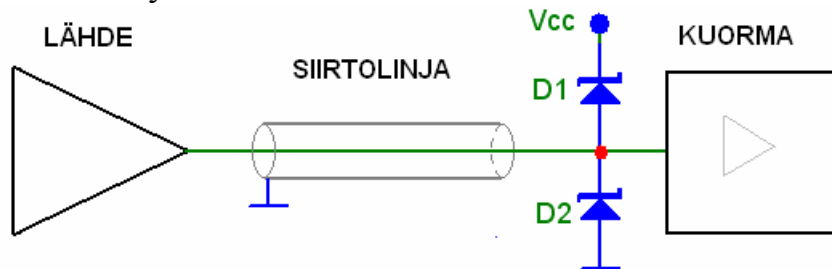 LÄHDE
Vcc
KUORMA
SIIRTOLINJA
D1
D2